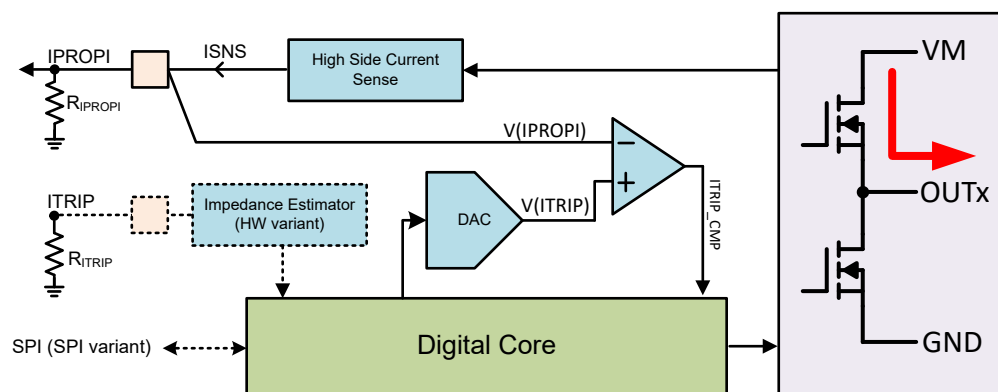 IPROPI
ISNS
High Side Current
Sense
VM
RIPROPI
V(IPROPI)
−
+
ITRIP_CMP
OUTx
ITRIP
Impedance Estimator
(HW variant)
DAC
V(ITRIP)
RITRIP
SPI (SPI variant)
Digital Core
GND